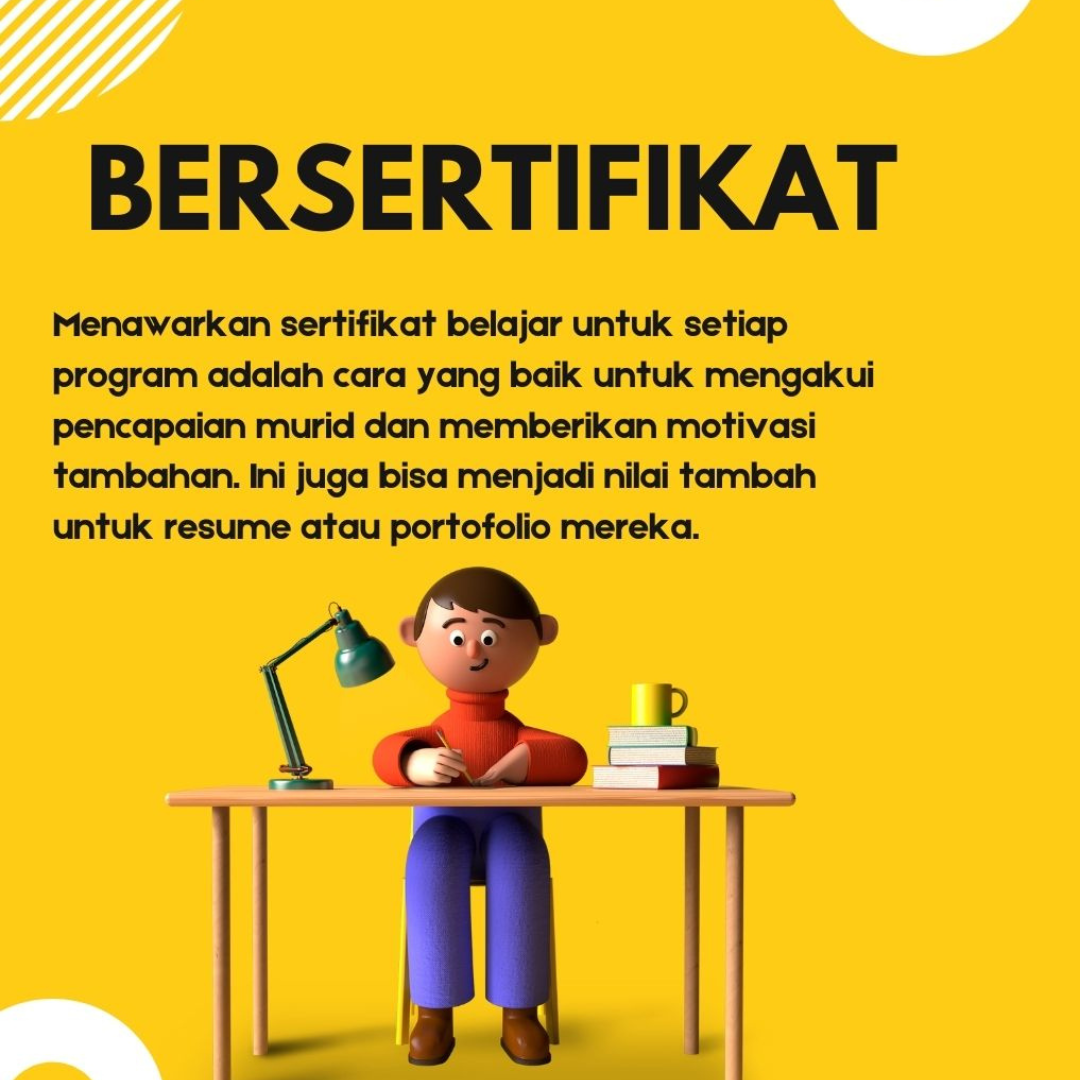 BERSERTIFIKAT
Menawarkan sertifikat belajar untuk setiap
program adalah cara yang baik untuk mengakui
pencapaian murid dan memberikan motivasi
tambahan. Ini juga bisa menjadi nilai tambah
untuk resume atau portofolio mereka.